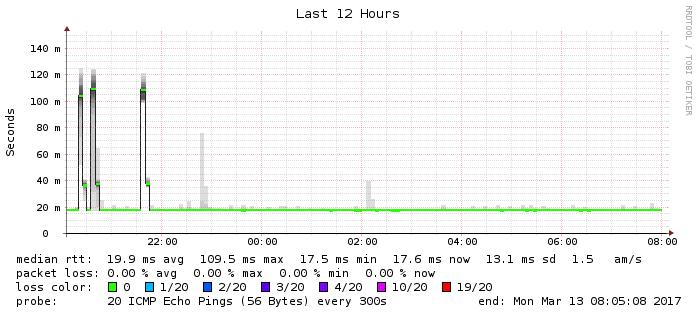 Last 12 Hours
RRDTOOL / TOBI OETIKER
Seconds
140 m
120 m
100 m
80 m
60 m
40 m
20 m
0
22:00 00:00 02:00 04:00 06:00 08:00
median rtt: 19.9 ms avg 109.5 ms max 17.5 ms min 17.6 ms now 13.1 ms sd 1.5 am/s
packet loss: 0.00 % avg 0.00 % max 0.00 % min 0.00 % now
loss color: 0 1/20 2/20 3/20 4/20 10/20 19/20
probe: 20 ICMP Echo Pings (56 Bytes) every 300s end: Mon Mar 13 08:05:08 2017